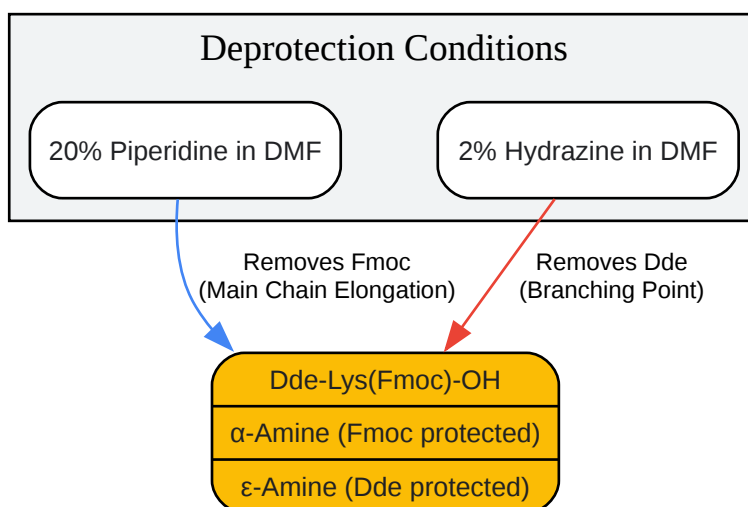 Deprotection Conditions
20% Piperidine in DMF
2% Hydrazine in DMF
Removes Fmoc
(Main Chain Elongation)
Removes Dde
(Branching Point)
Dde-Lys(Fmoc)-OH
α-Amine (Fmoc protected)
ε-Amine (Dde protected)